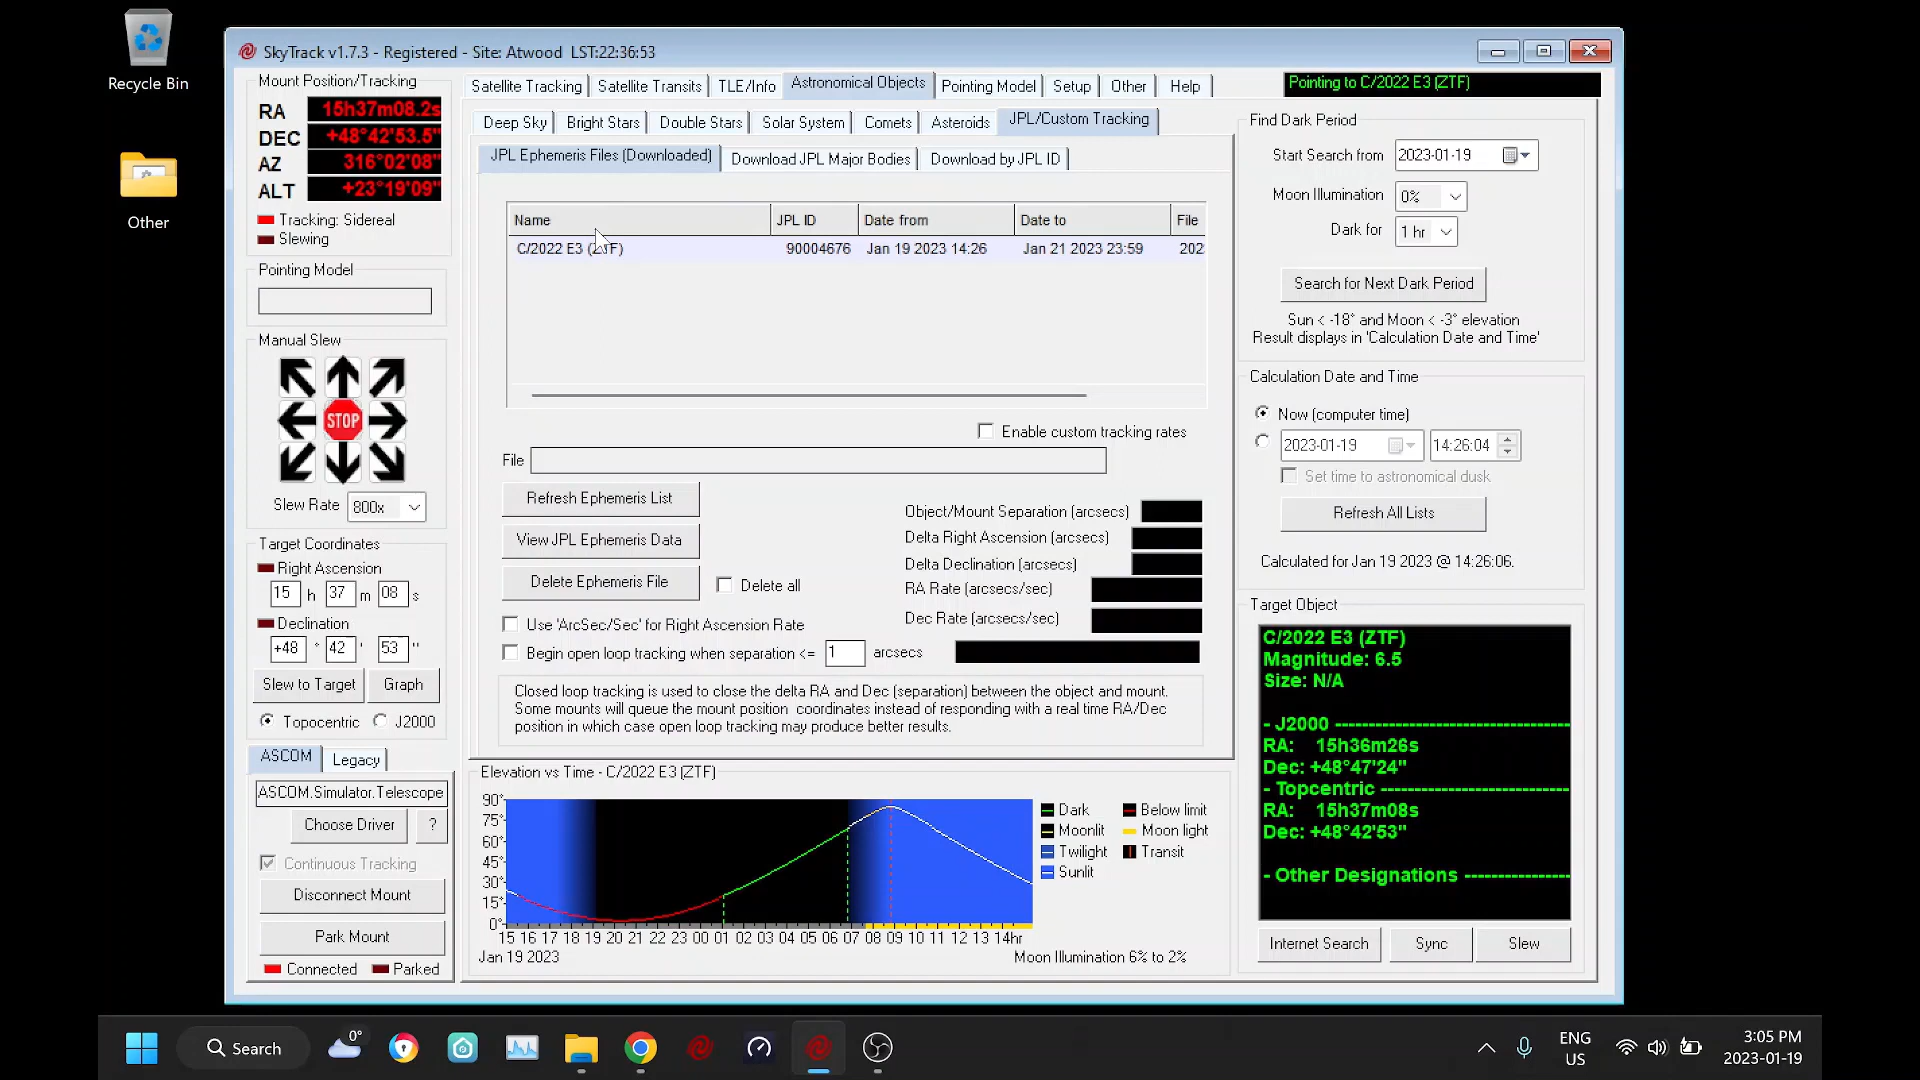 Recycle Bin
Other
SkyTrack v1.7.3 - Registered - Site: Atwood LST:22:36:53
Mount Position/Tracking
RA 15h37m08.2s
DEC +48°42'53.5"
AZ 316°02'08"
ALT +23°19'09"
Tracking: Sidereal
Slewing
Pointing Model
Manual Slew
STOP
Slew Rate 800x
Target Coordinates
Right Ascension
15 h 37 m 08 s
Declination
+48 ° 42 ' 53 "
Slew to Target Graph
Topocentric J2000
ASCOM Legacy
ASCOM.Simulator.Telescope
Choose Driver ?
Continuous Tracking
Disconnect Mount
Park Mount
Connected Parked
Satellite Tracking Satellite Transits TLE/Info Astronomical Objects Pointing Model Setup Other Help
Deep Sky Bright Stars Double Stars Solar System Comets Asteroids JPL/Custom Tracking
JPL Ephemeris Files (Downloaded) Download JPL Major Bodies Download by JPL ID
Name JPL ID Date from Date to File
C/2022 E3 (ZTF) 90004676 Jan 19 2023 14:26 Jan 21 2023 23:59 202
Enable custom tracking rates
File
Refresh Ephemeris List
View JPL Ephemeris Data
Delete Ephemeris File Delete all
Object/Mount Separation (arcsecs)
Delta Right Ascension (arcsecs)
Delta Declination (arcsecs)
RA Rate (arcsecs/sec)
Dec Rate (arcsecs/sec)
Use 'ArcSec/Sec' for Right Ascension Rate
Begin open loop tracking when separation <= 1 arcsecs
Closed loop tracking is used to close the delta RA and Dec (separation) between the object and mount.
Some mounts will queue the mount position coordinates instead of responding with a real time RA/Dec
position in which case open loop tracking may produce better results.
Elevation vs Time - C/2022 E3 (ZTF)
90°
75°
60°
45°
30°
15°
0°
15 16 17 18 19 20 21 22 23 00 01 02 03 04 05 06 07 08 09 10 11 12 13 14hr
Jan 19 2023
Dark Below limit
Moonlit Moon light
Twilight Transit
Sunlit
Moon Illumination 6% to 2%
Pointing to C/2022 E3 (ZTF)
Find Dark Period
Start Search from 2023-01-19
Moon Illumination 0%
Dark for 1 hr
Search for Next Dark Period
Sun < -18° and Moon < -3° elevation
Result displays in 'Calculation Date and Time'
Calculation Date and Time
Now (computer time)
2023-01-19 14:26:04
Set time to astronomical dusk
Refresh All Lists
Calculated for Jan 19 2023 @ 14:26:06.
Target Object
C/2022 E3 (ZTF)
Magnitude: 6.5
Size: N/A
- J2000 -----------------------------------
RA: 15h36m26s
Dec: +48°47'24"
- Topcentric ----------------------------
RA: 15h37m08s
Dec: +48°42'53"
- Other Designations ----------------
Internet Search Sync Slew
0°
Search
ENG
US
3:05 PM
2023-01-19